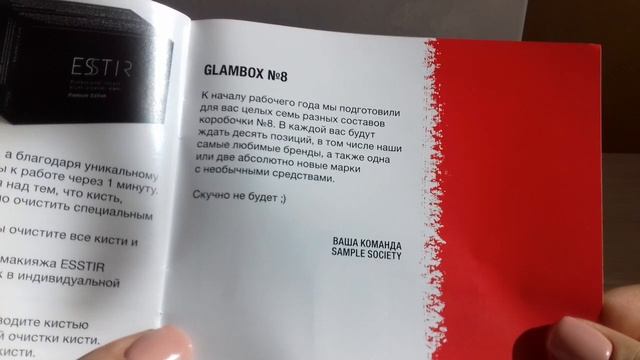 ESSTIR
а благодаря уникальному
к работе через 1 минуту.
над тем, что кисть,
очистить специальным
очистите все кисти и
макияжа ESSTIR
в индивидуальной
водите кистью
й очистки кисти.
кисти.
GLAMBOX №8
К началу рабочего года мы подготовили
для вас целых семь разных составов
коробочки №8. В каждой вас будут
ждать десять позиций, в том числе наши
самые любимые бренды, а также одна
или две абсолютно новые марки
с необычными средствами.
Скучно не будет ;)
ВАША КОМАНДА
SAMPLE SOCIETY